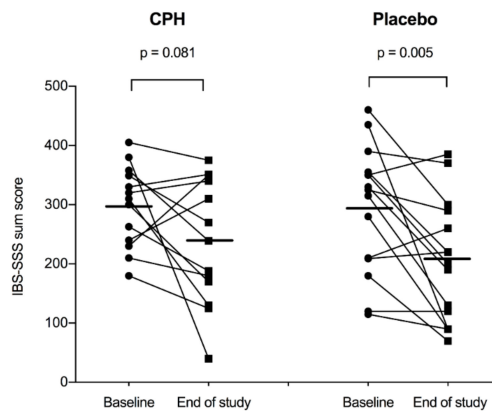 CPH Placebo
p = 0.081 p = 0.005
500
400
300
200
100
0
IBS-SSS sum score
Baseline End of study Baseline End of study